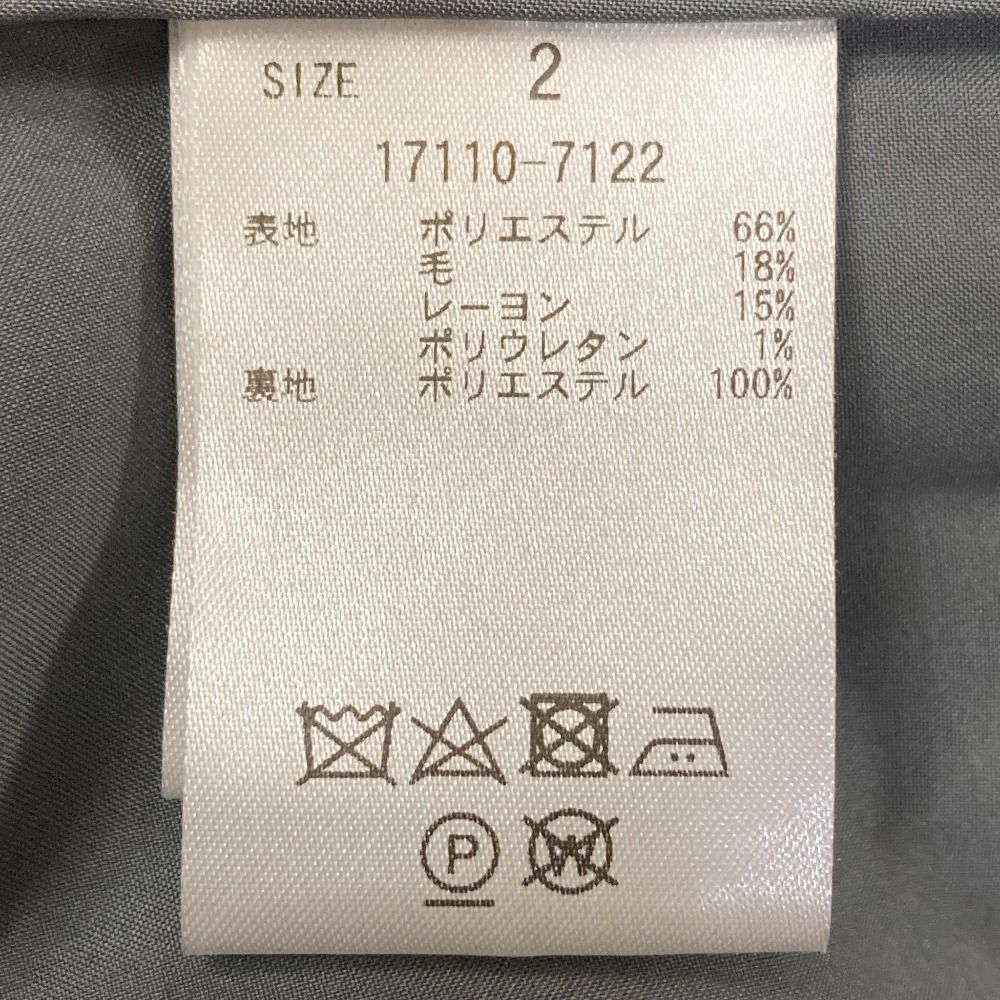 SIZE 2
17110-7122
表地 ポリエステル 66%
毛 18%
レーヨン 15%
ポリウレタン 1%
裏地 ポリエステル 100%
P W